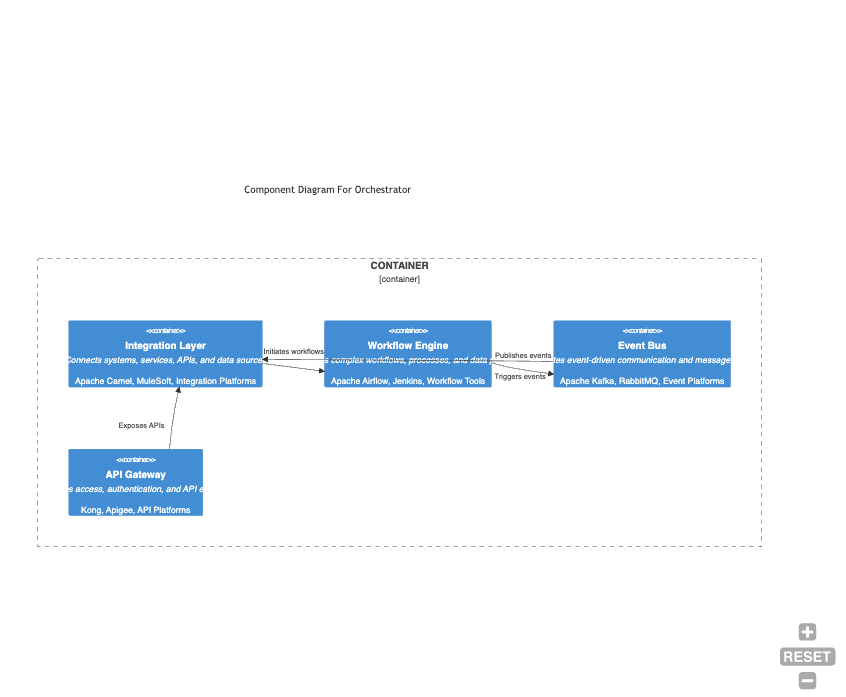 Component Diagram For Orchestrator
CONTAINER
[container]
<<container>>
Integration Layer
Connects systems, services, APIs, and data source
Apache Camel, MuleSoft, Integration Platforms
Initiates workflows
<<container>>
Workflow Engine
s complex workflows, processes, and data
Apache Airflow, Jenkins, Workflow Tools
Publishes events
Triggers events
<<container>>
Event Bus
les event-driven communication and message
Apache Kafka, RabbitMQ, Event Platforms
Exposes APIs
<<container>>
API Gateway
s access, authentication, and API e
Kong, Apigee, API Platforms
RESET